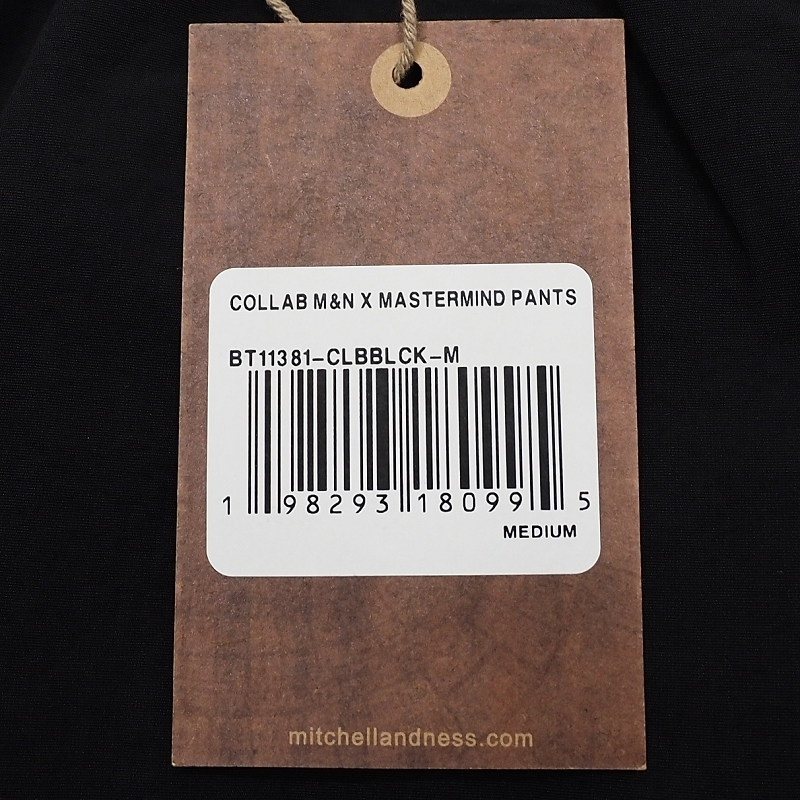 COLLAB M&N X MASTERMIND PANTS
BT11381-CLBBLCK-M
1 98293 18099 5
MEDIUM
mitchellandness.com